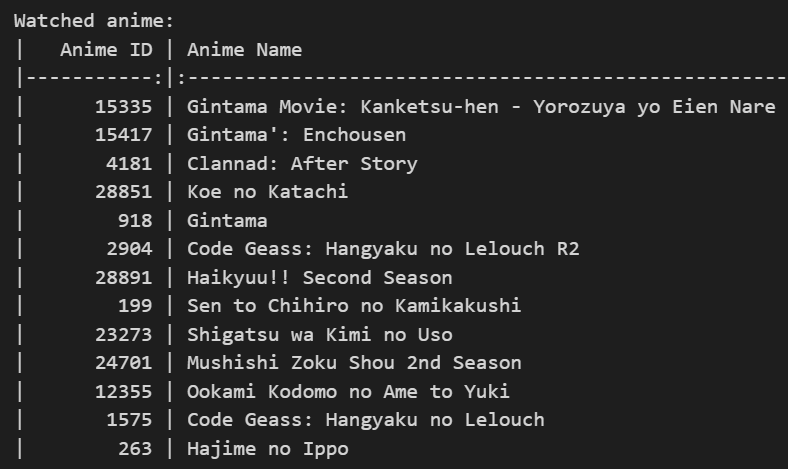 Watched anime:
|   Anime ID | Anime Name
|-----------:|:----------------------------------------------------
|      15335 | Gintama Movie: Kanketsu-hen - Yorozuya yo Eien Nare
|      15417 | Gintama': Enchousen
|       4181 | Clannad: After Story
|      28851 | Koe no Katachi
|        918 | Gintama
|       2904 | Code Geass: Hangyaku no Lelouch R2
|      28891 | Haikyuu!! Second Season
|        199 | Sen to Chihiro no Kamikakushi
|      23273 | Shigatsu wa Kimi no Uso
|      24701 | Mushishi Zoku Shou 2nd Season
|      12355 | Ookami Kodomo no Ame to Yuki
|       1575 | Code Geass: Hangyaku no Lelouch
|        263 | Hajime no Ippo